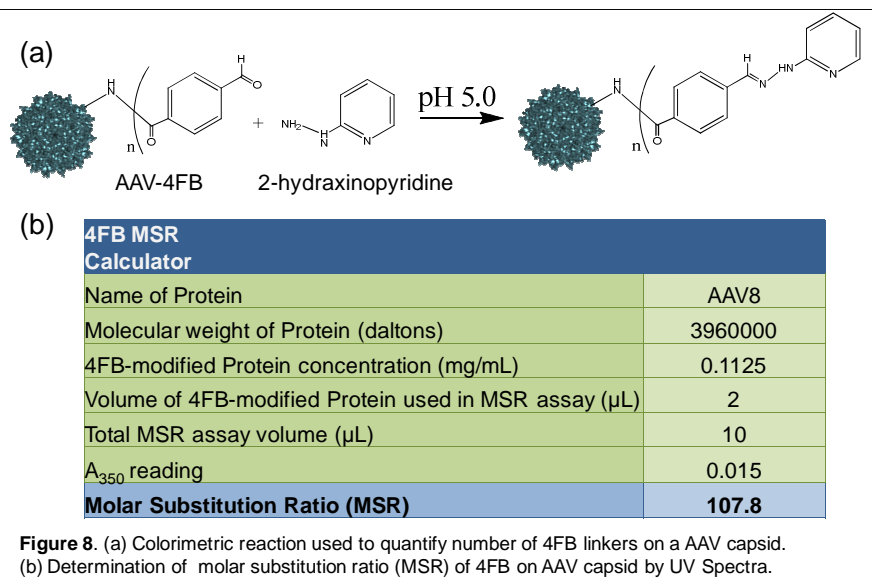 (a)
H
N
O
n
H
O
+
NH2
N
H
N
pH 5.0
H
N
O
n
H
N
HN
N
AAV-4FB
2-hydraxinopyridine
(b)
4FB MSR
Calculator
Name of Protein AAV8
Molecular weight of Protein (daltons) 3960000
4FB-modified Protein concentration (mg/mL) 0.1125
Volume of 4FB-modified Protein used in MSR assay (µL) 2
Total MSR assay volume (µL) 10
A350 reading 0.015
Molar Substitution Ratio (MSR) 107.8
Figure 8. (a) Colorimetric reaction used to quantify number of 4FB linkers on a AAV capsid.
(b) Determination of molar substitution ratio (MSR) of 4FB on AAV capsid by UV Spectra.